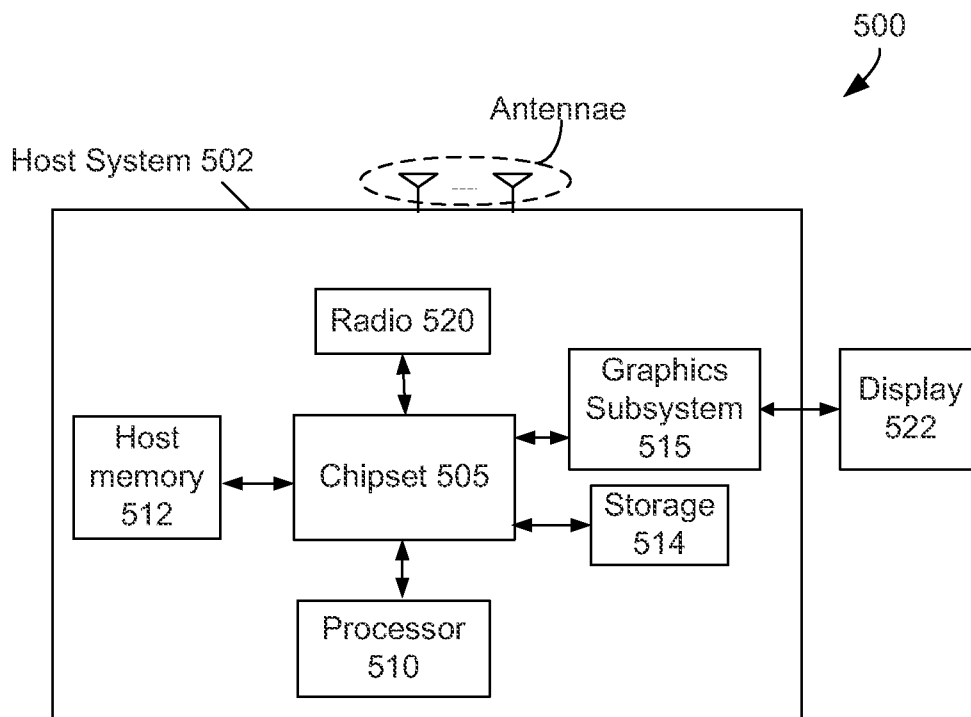 500
Antennae
Host System 502
Radio 520
Graphics
Subsystem
515
Display
522
Host
memory
512
Chipset 505
Storage
514
Processor
510